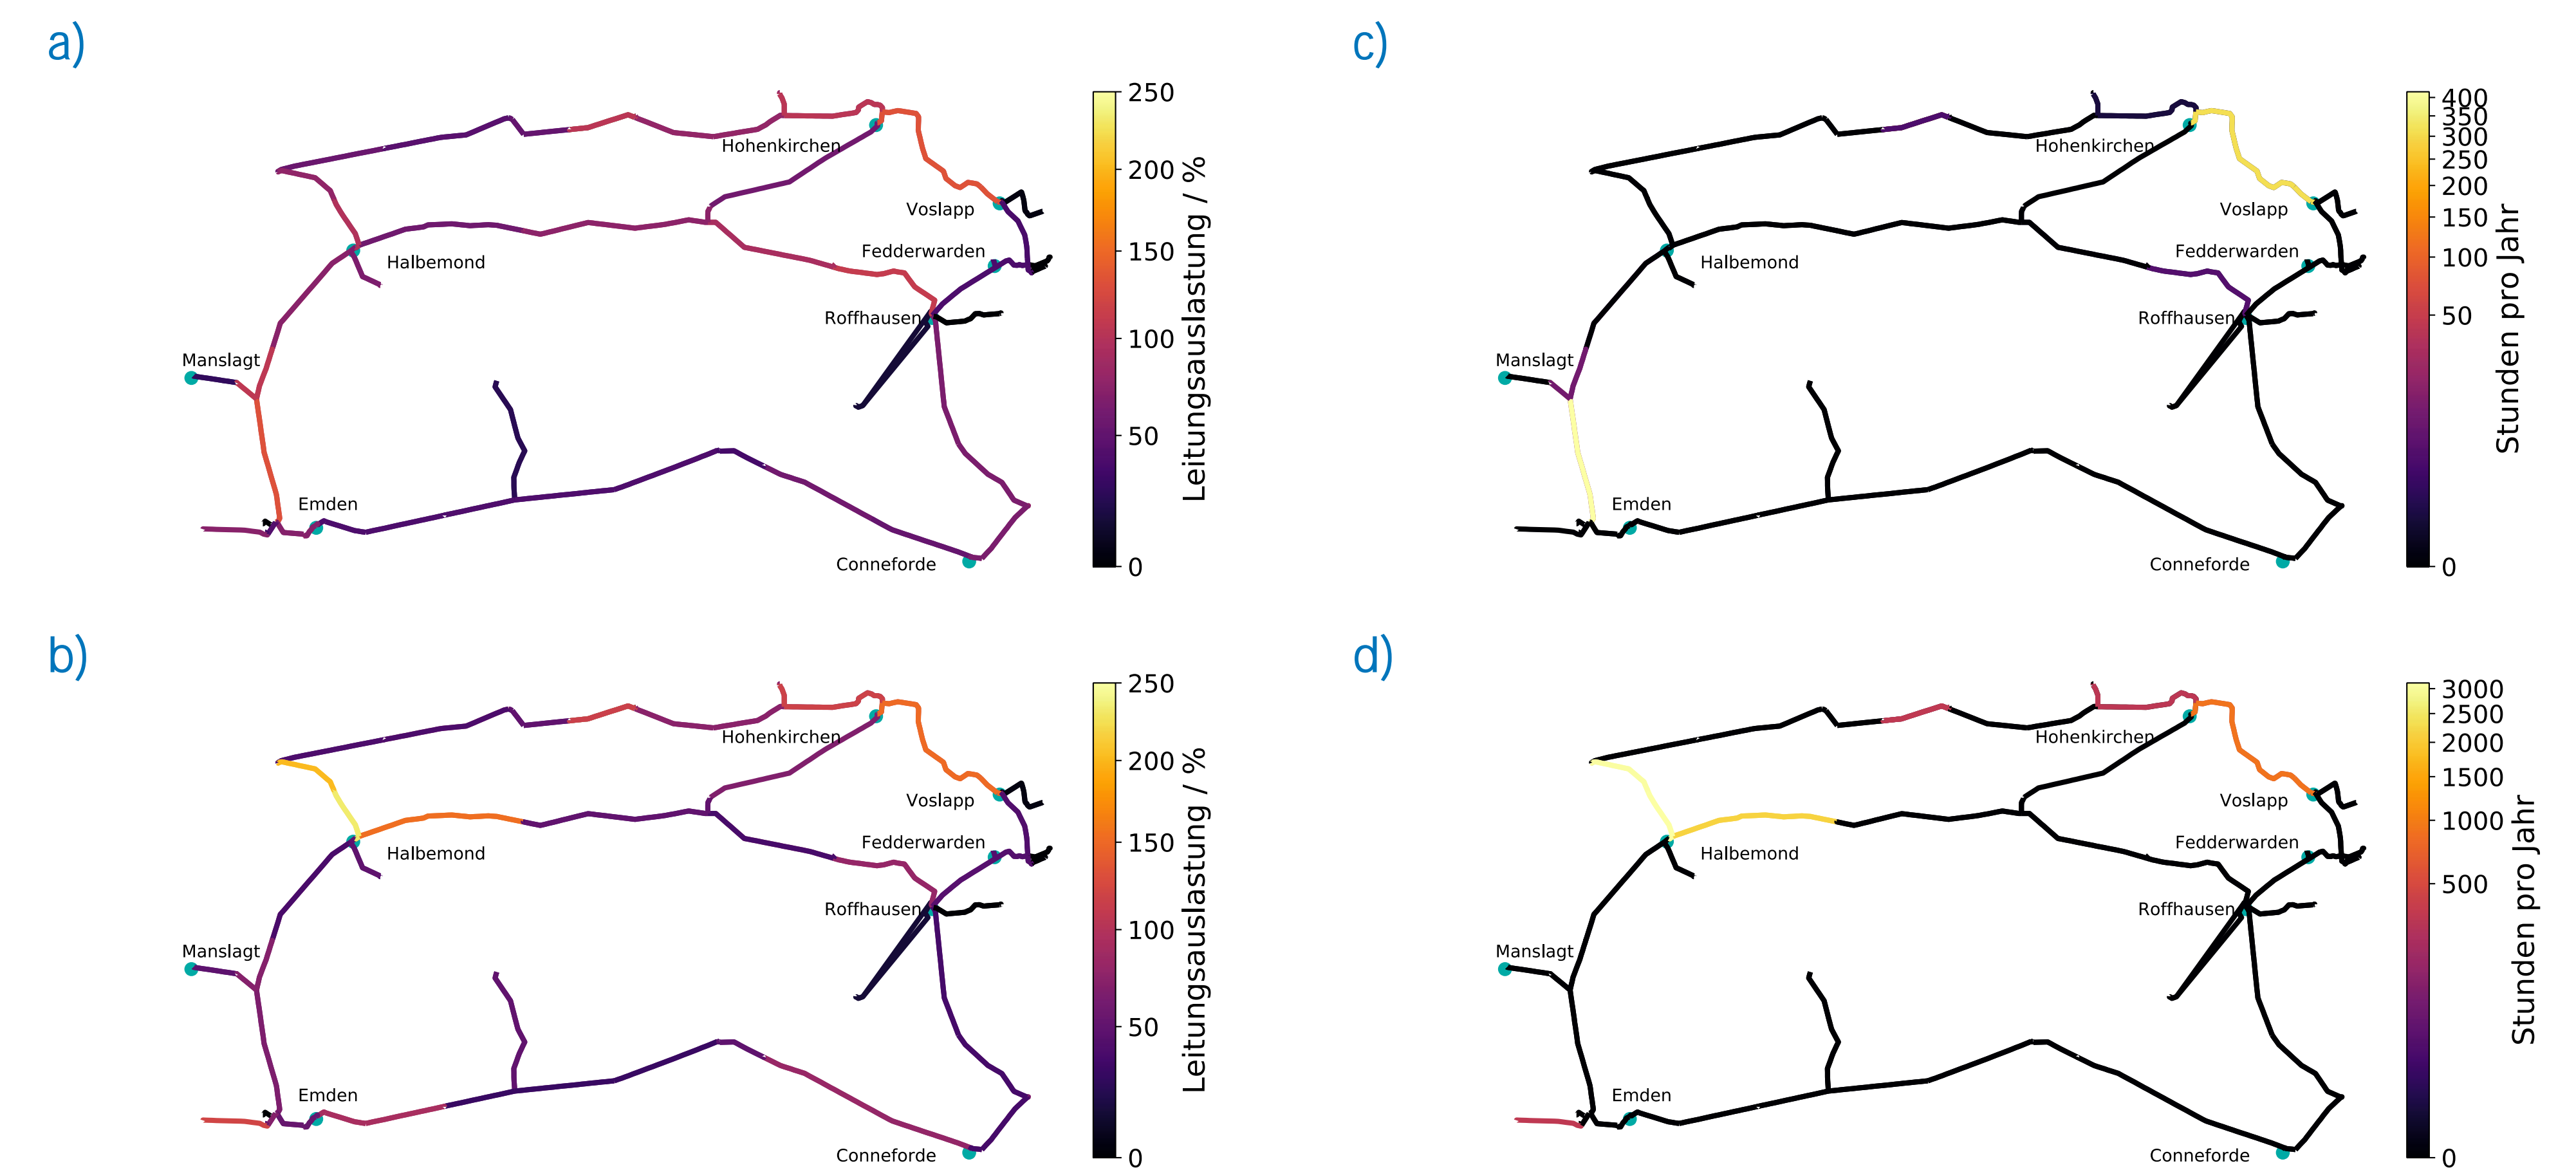 a)
250
200
150
100
50
0
Leitungsauslastung / %
Hohenkirchen
Voslapp
Fedderwarden
Halbemond
Roffhausen
Manslagt
Emden
Conneforde
c)
400
350
300
250
200
150
100
50
0
Stunden pro Jahr
Hohenkirchen
Voslapp
Fedderwarden
Halbemond
Roffhausen
Manslagt
Emden
Conneforde
b)
250
200
150
100
50
0
Leitungsauslastung / %
Hohenkirchen
Voslapp
Fedderwarden
Halbemond
Roffhausen
Manslagt
Emden
Conneforde
d)
3000
2500
2000
1500
1000
500
0
Stunden pro Jahr
Hohenkirchen
Voslapp
Fedderwarden
Halbemond
Roffhausen
Manslagt
Emden
Conneforde